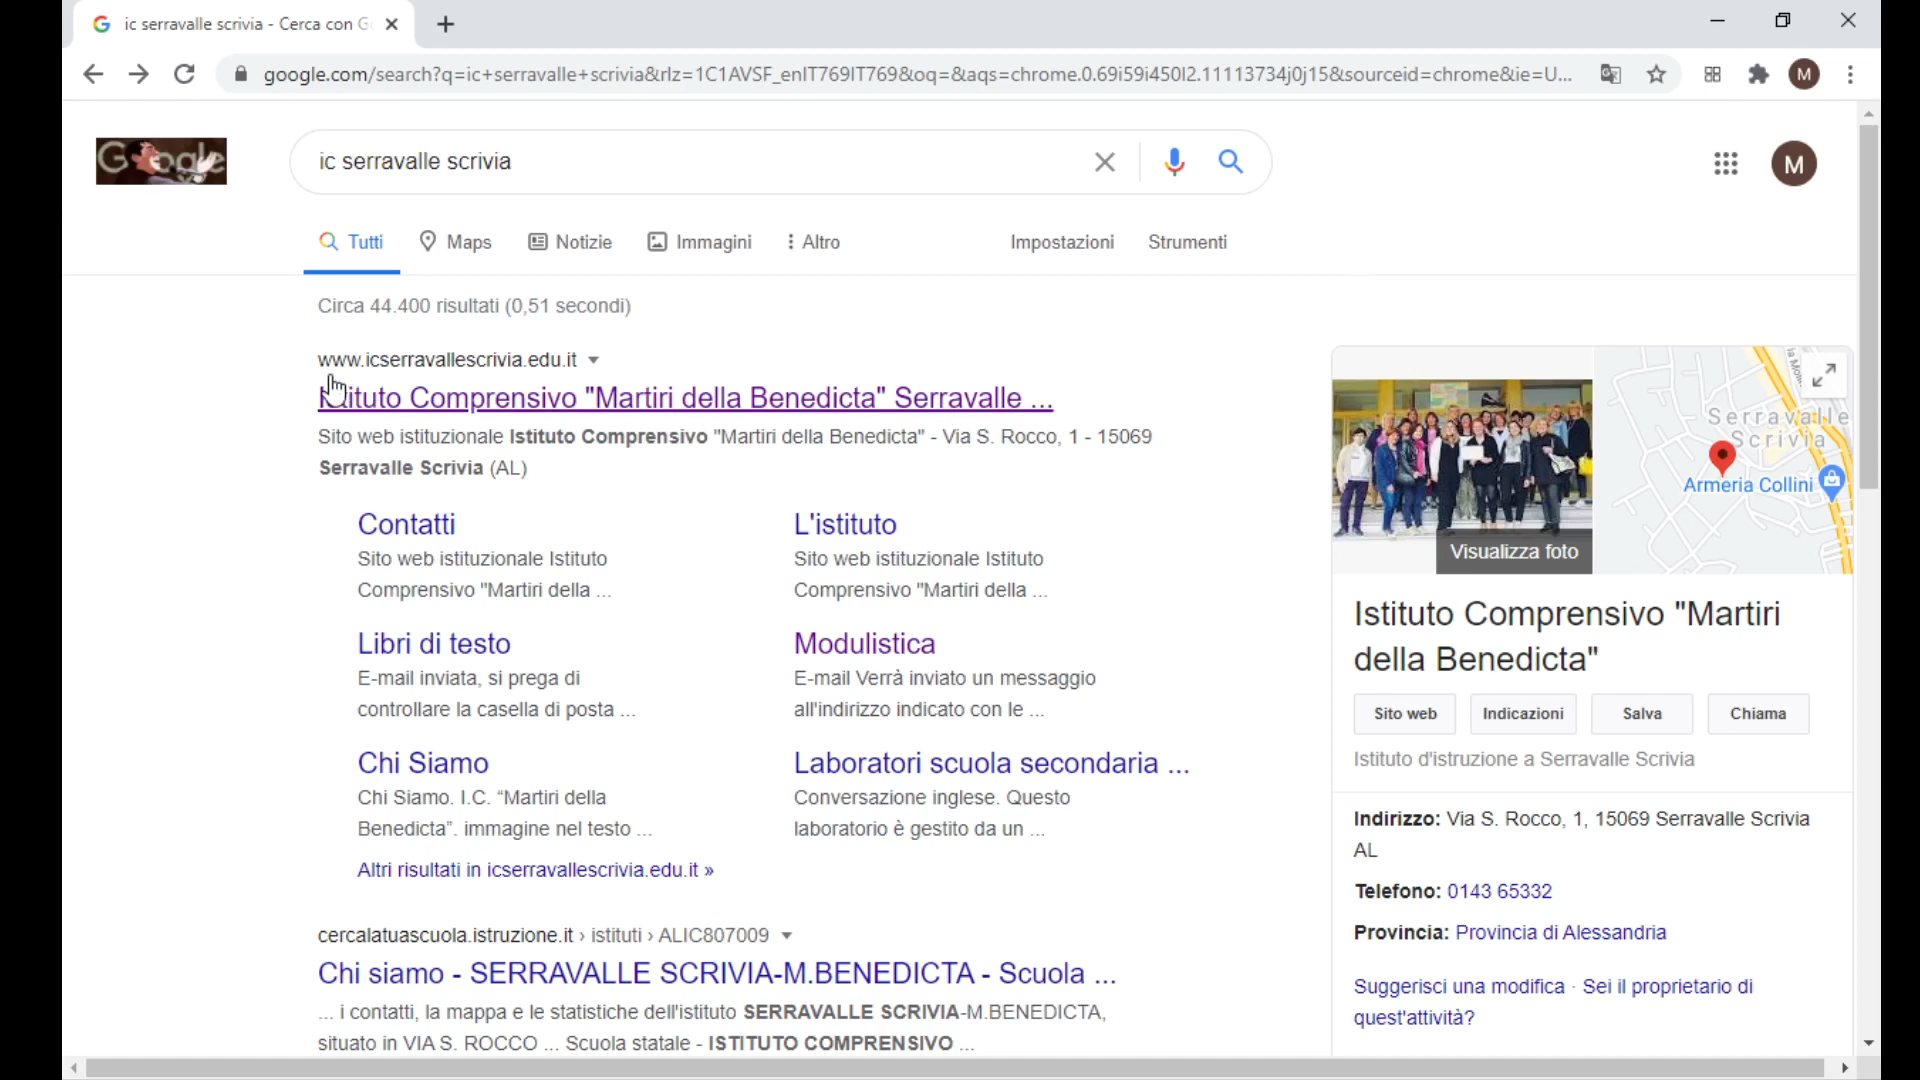 ic serravalle scrivia - Cerca con G
google.com/search?q=ic+serravalle+scrivia&rlz=1C1AVSF_enIT769IT769&oq=&aqs=chrome.0.69i59i450l2.11113734j0j15&sourceid=chrome&ie=U...
M
Google
ic serravalle scrivia
M
Tutti
Maps
Notizie
Immagini
Altro
Impostazioni
Strumenti
Circa 44.400 risultati (0,51 secondi)
www.icserravallescrivia.edu.it
Istituto Comprensivo "Martiri della Benedicta" Serravalle ...
Sito web istituzionale Istituto Comprensivo "Martiri della Benedicta" - Via S. Rocco, 1 - 15069
Serravalle Scrivia (AL)
Contatti
Sito web istituzionale Istituto
Comprensivo "Martiri della ...
L'istituto
Sito web istituzionale Istituto
Comprensivo "Martiri della ...
Libri di testo
E-mail inviata, si prega di
controllare la casella di posta ...
Modulistica
E-mail Verrà inviato un messaggio
all'indirizzo indicato con le ...
Chi Siamo
Chi Siamo. I.C. “Martiri della
Benedicta”. immagine nel testo ...
Laboratori scuola secondaria ...
Conversazione inglese. Questo
laboratorio è gestito da un ...
Altri risultati in icserravallescrivia.edu.it »
cercalatuascuola.istruzione.it › istituti › ALIC807009
Chi siamo - SERRAVALLE SCRIVIA-M.BENEDICTA - Scuola ...
... i contatti, la mappa e le statistiche dell'istituto SERRAVALLE SCRIVIA-M.BENEDICTA,
situato in VIA S. ROCCO ... Scuola statale - ISTITUTO COMPRENSIVO ...
Serravalle
Scrivia
Armeria Collini
Visualizza foto
Istituto Comprensivo "Martiri
della Benedicta"
Sito web
Indicazioni
Salva
Chiama
Istituto d'istruzione a Serravalle Scrivia
Indirizzo: Via S. Rocco, 1, 15069 Serravalle Scrivia
AL
Telefono: 0143 65332
Provincia: Provincia di Alessandria
Suggerisci una modifica · Sei il proprietario di
quest'attività?